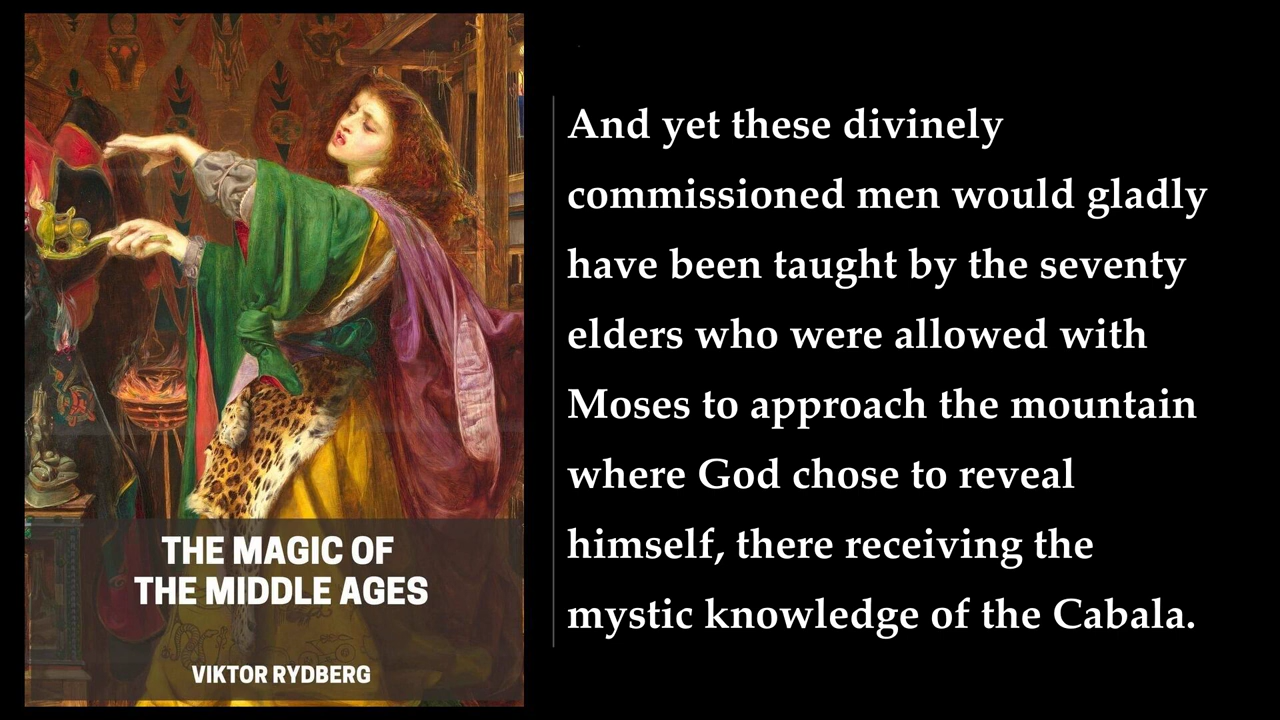 THE MAGIC OF
THE MIDDLE AGES
VIKTOR RYDBERG
And yet these divinely
commissioned men would gladly
have been taught by the seventy
elders who were allowed with
Moses to approach the mountain
where God chose to reveal
himself, there receiving the
mystic knowledge of the Cabala.